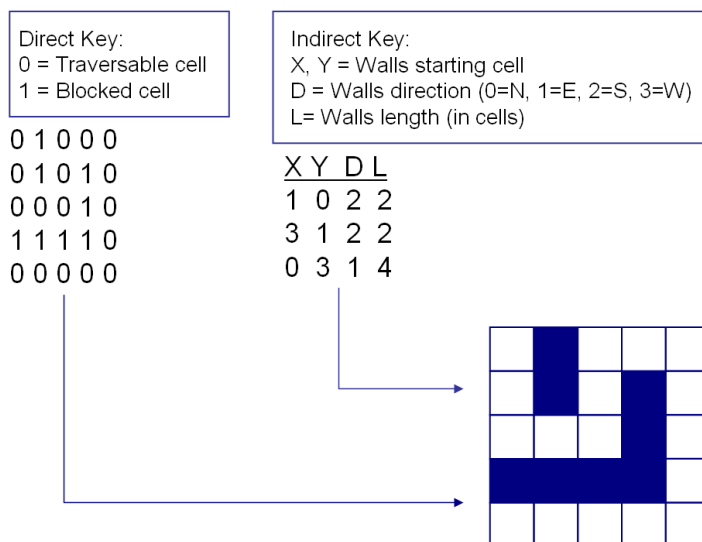 Direct Key:
0 = Traversable cell
1 = Blocked cell
0 1 0 0 0
0 1 0 1 0
0 0 0 1 0
1 1 1 1 0
0 0 0 0 0
Indirect Key:
X, Y = Walls starting cell
D = Walls direction (0=N, 1=E, 2=S, 3=W)
L= Walls length (in cells)
X Y D L
1 0 2 2
3 1 2 2
0 3 1 4